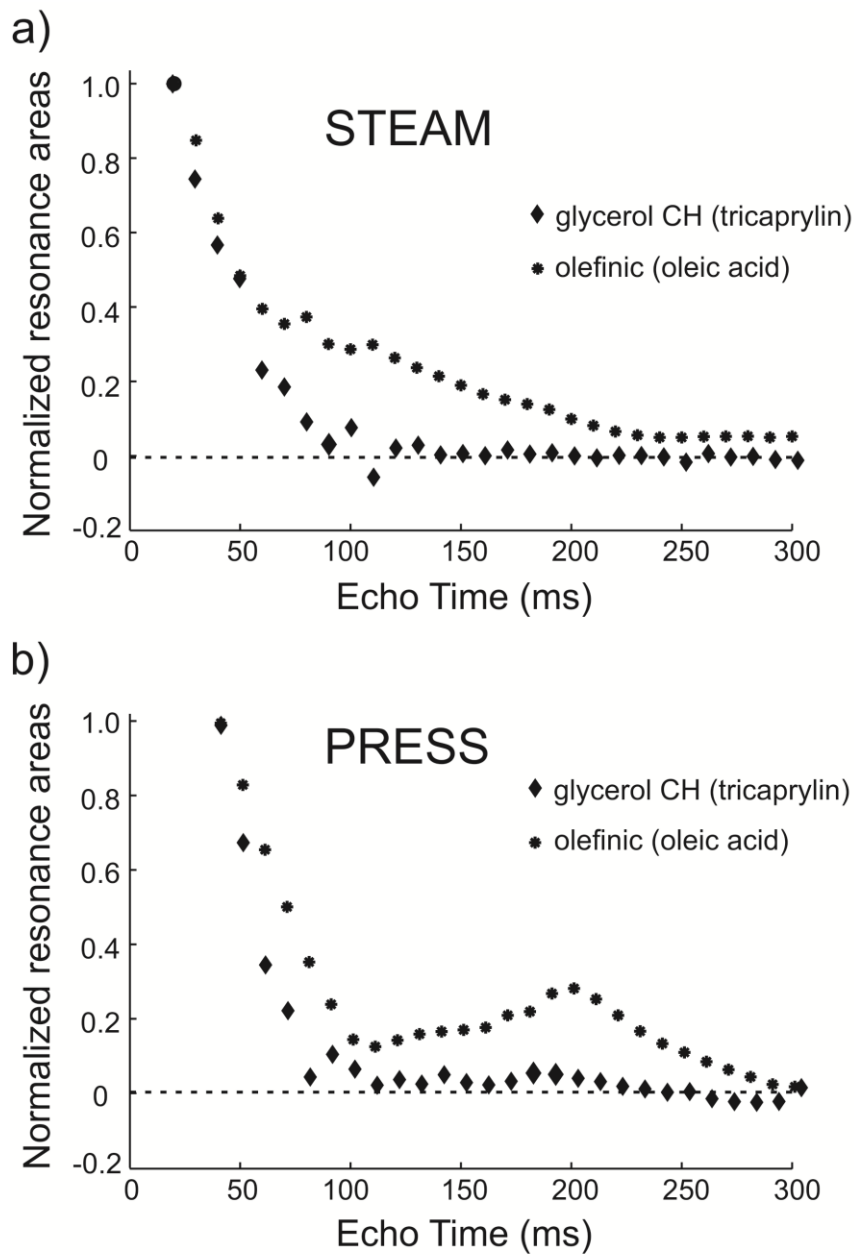 a)
Normalized resonance areas
1.0
0.8
0.6
0.4
0.2
0
-0.2
STEAM
glycerol CH (tricaprylin)
olefinic (oleic acid)
0 50 100 150 200 250 300
Echo Time (ms)
b)
Normalized resonance areas
1.0
0.8
0.6
0.4
0.2
0
-0.2
PRESS
glycerol CH (tricaprylin)
olefinic (oleic acid)
0 50 100 150 200 250 300
Echo Time (ms)